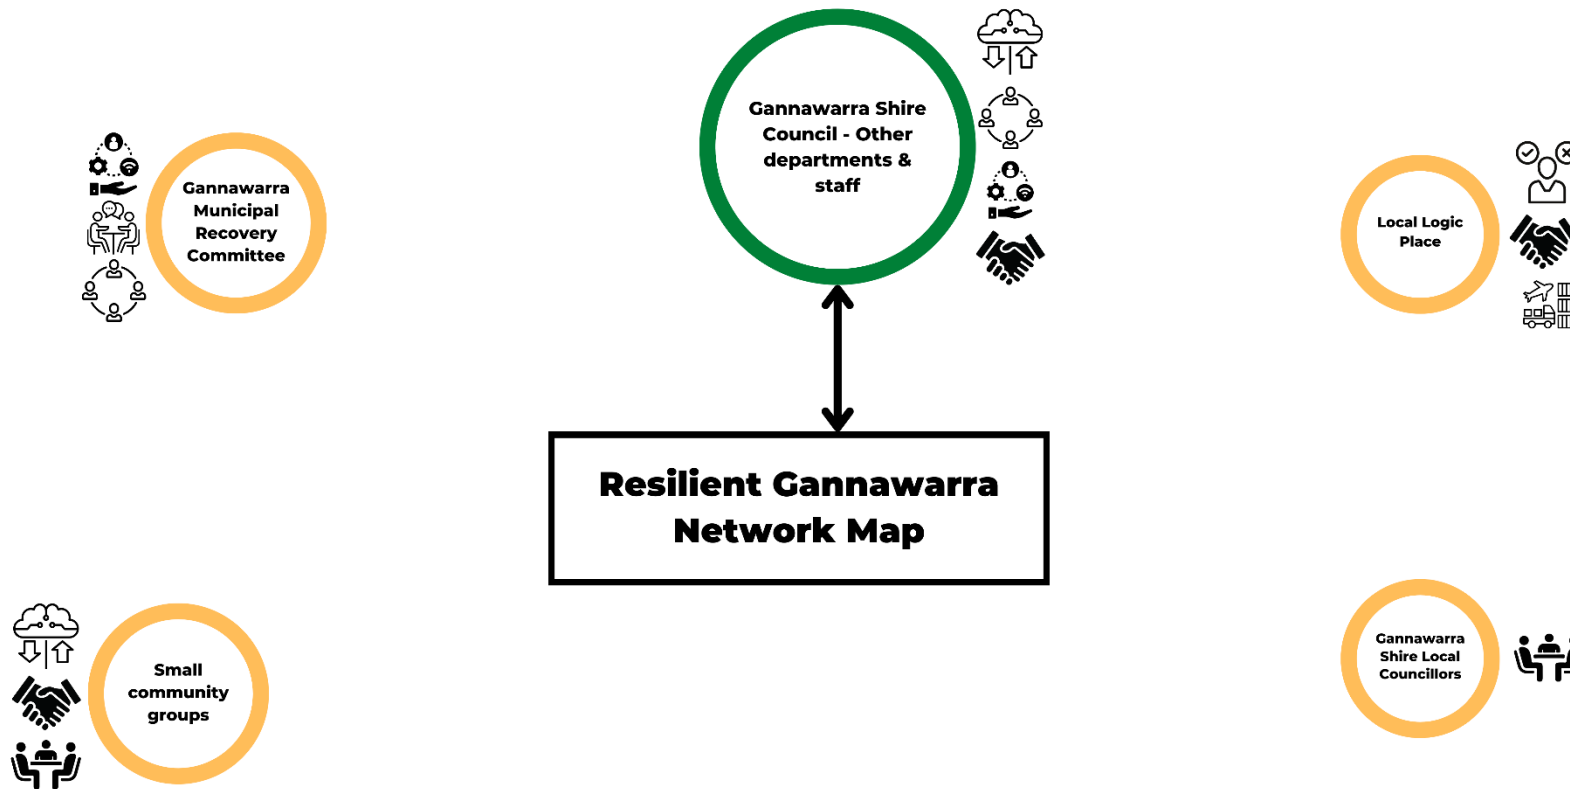 Gannawarra Shire
Council - Other
departments &
staff
Gannawarra
Municipal
Recovery
Committee
Local Logic
Place
Resilient Gannawarra
Network Map
Small
community
groups
Gannawarra
Shire Local
Councillors